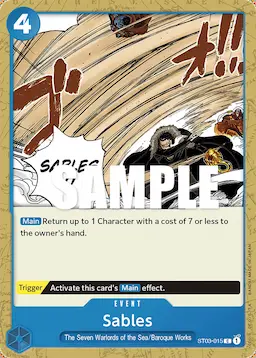 4
SABLES
SAMPLE
Main Return up to 1 Character with a cost of 7 or less to
the owner's hand.
Trigger Activate this card's Main effect.
EVENT
Sables
The Seven Warlords of the Sea/Baroque Works
ST03-015 C 1